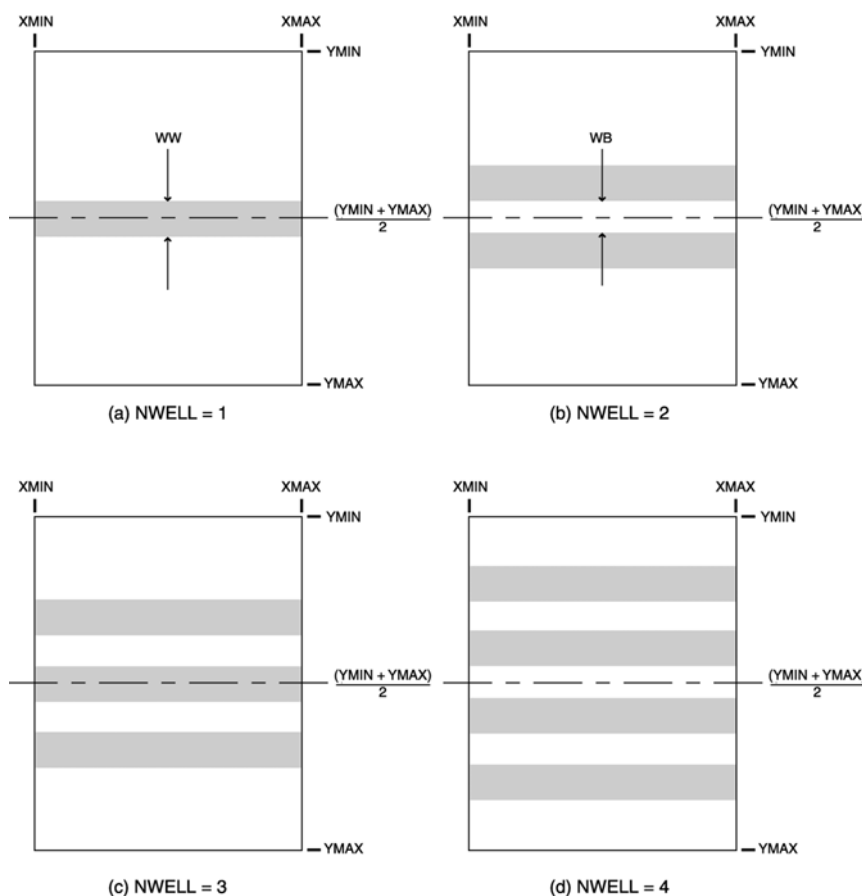 XMIN XMAX
YMIN
WW
(YMIN + YMAX)
2
YMAX
(a) NWELL = 1
XMIN XMAX
YMIN
WB
(YMIN + YMAX)
2
YMAX
(b) NWELL = 2
XMIN XMAX
YMIN
(YMIN + YMAX)
2
YMAX
(c) NWELL = 3
XMIN XMAX
YMIN
(YMIN + YMAX
2
YMAX
(d) NWELL = 4